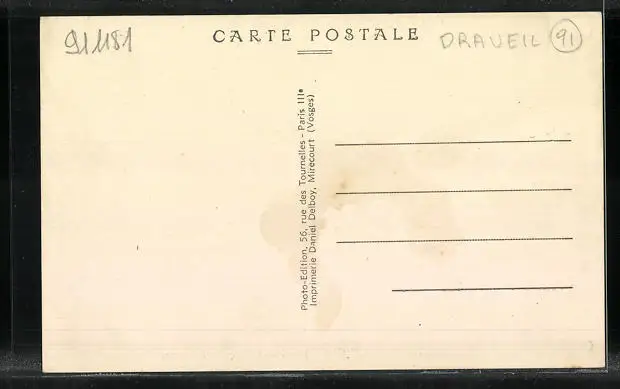 91181
CARTE POSTALE
DRAVEIL 91
Photo-Edition, 56, rue des Tournelles - Paris IIIe
Imprimerie Daniel Delboy, Mirecourt (Vosges)